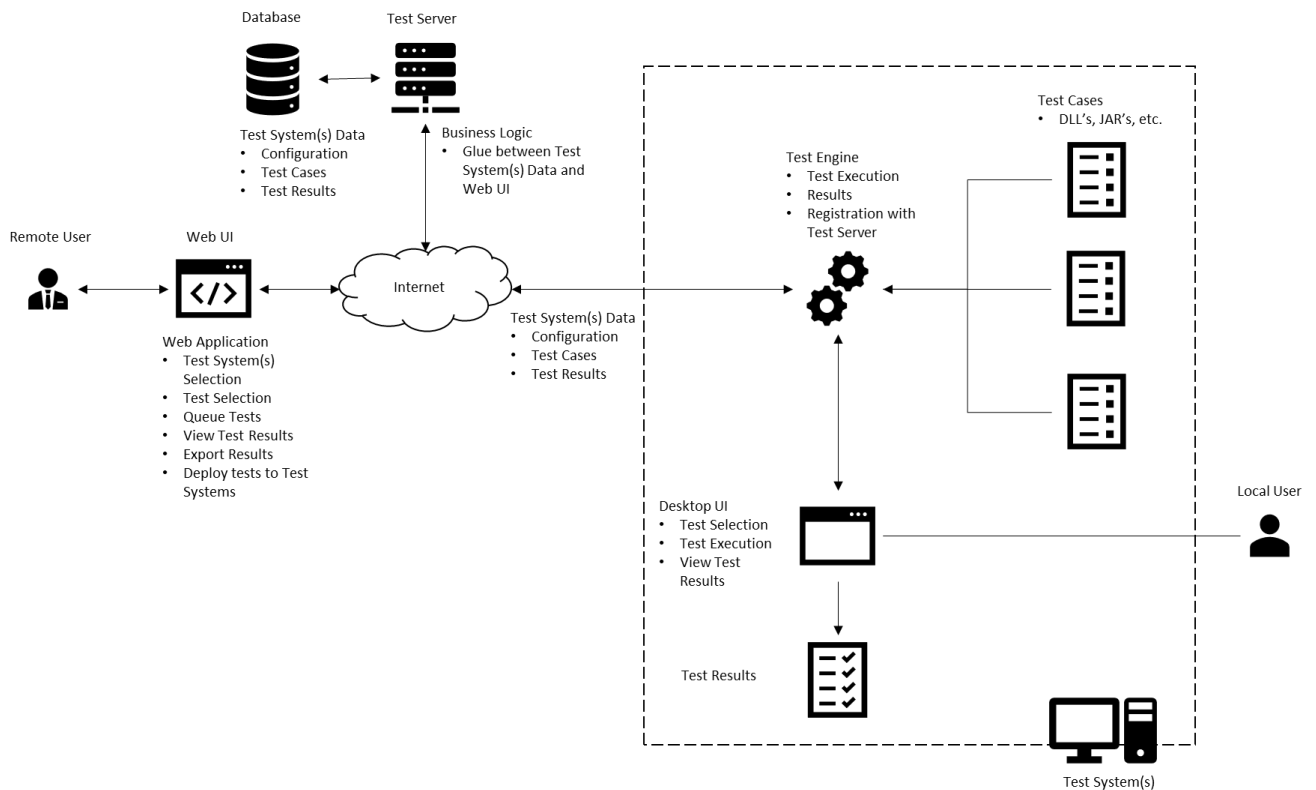 Database
Test Server
Test System(s) Data
• Configuration
• Test Cases
• Test Results
Business Logic
• Glue between Test
System(s) Data and
Web UI
Remote User
Web UI
</>
Internet
Web Application
• Test System(s)
Selection
• Test Selection
• Queue Tests
• View Test Results
• Export Results
• Deploy tests to Test
Systems
Test System(s) Data
• Configuration
• Test Cases
• Test Results
Test Engine
• Test Execution
• Results
• Registration with
Test Server
Test Cases
• DLL's, JAR's, etc.
Desktop UI
• Test Selection
• Test Execution
• View Test
Results
Local User
Test Results
Test System(s)